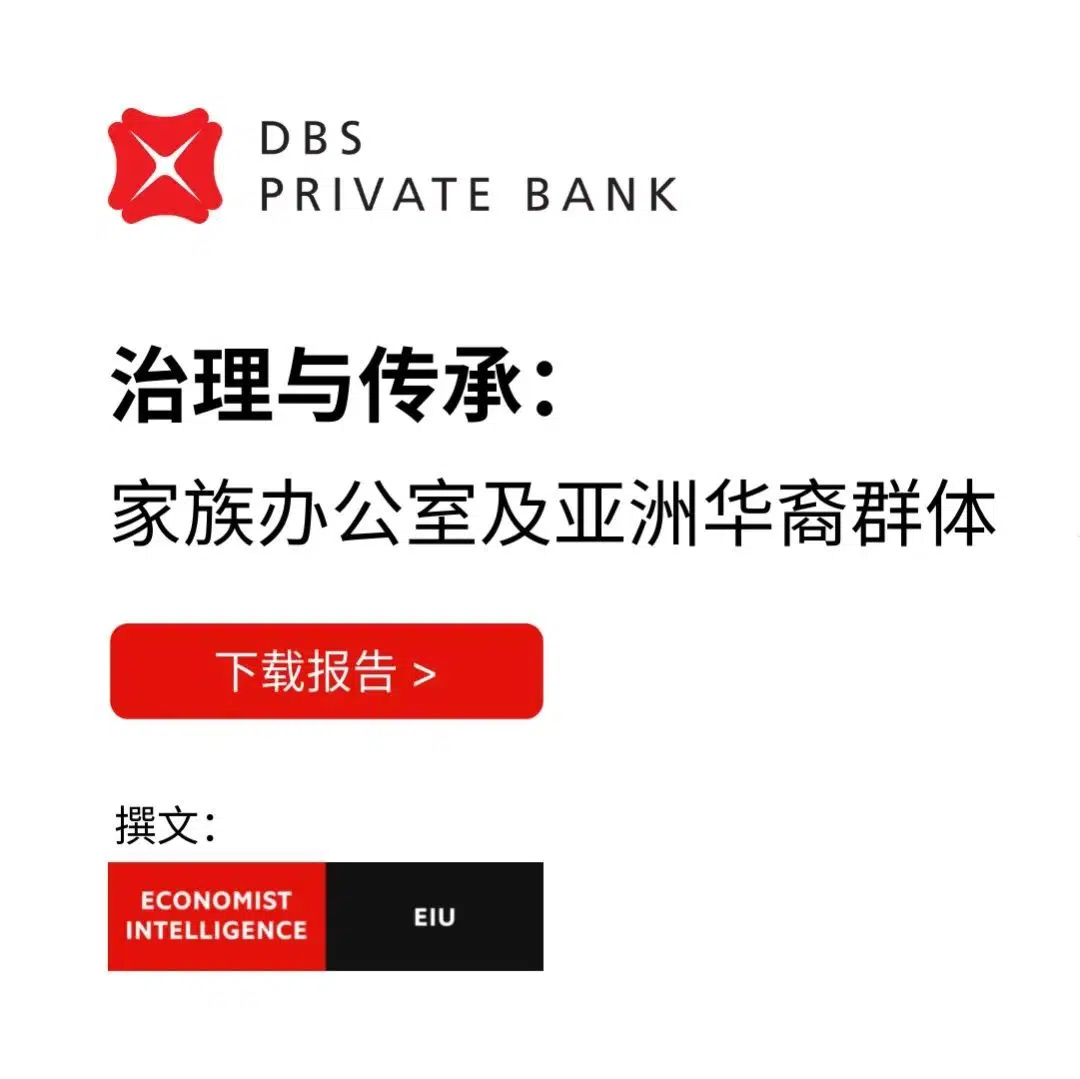 DBS
PRIVATE BANK
治理与传承：
家族办公室及亚洲华裔群体
下载报告 >
撰文：
ECONOMIST
INTELLIGENCE
EIU